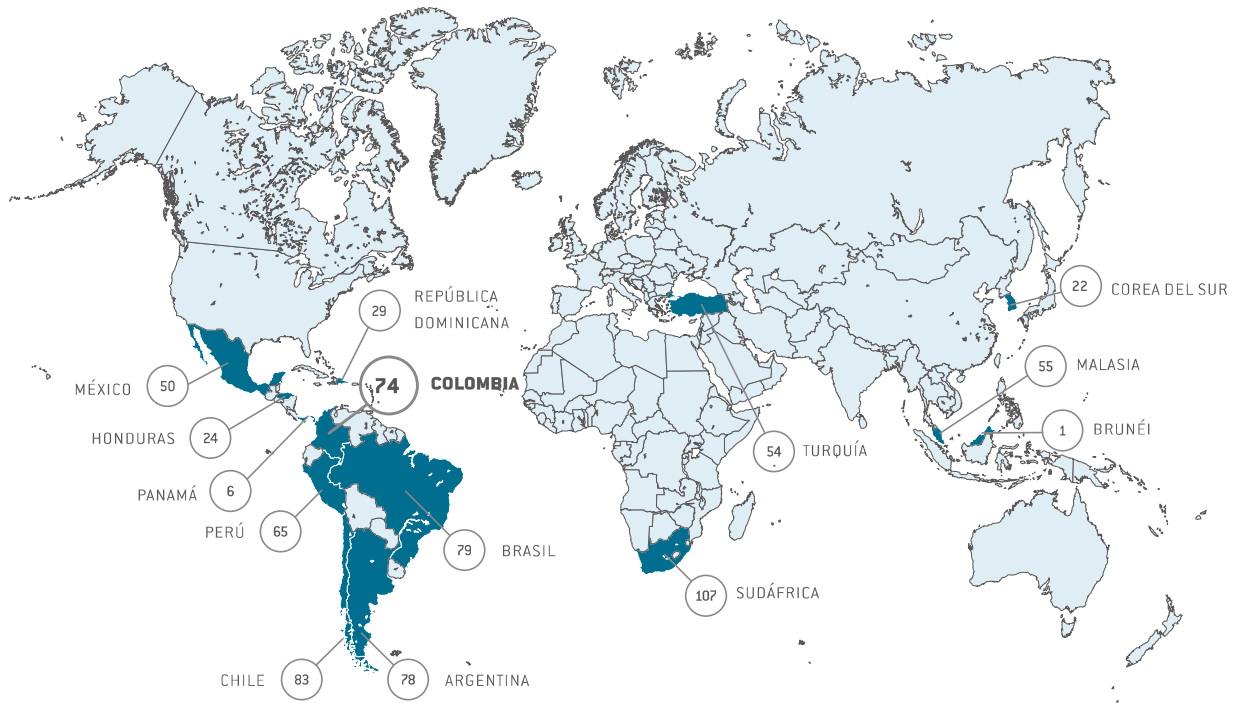 29 REPÚBLICA
DOMINICANA
22 COREA DEL SUR
55 MALASIA
MÉXICO 50
74 COLOMBIA
HONDURAS 24
1 BRUNÉI
54 TURQUÍA
PANAMÁ 6
PERÚ 65
79 BRASIL
107 SUDÁFRICA
CHILE 83
78 ARGENTINA